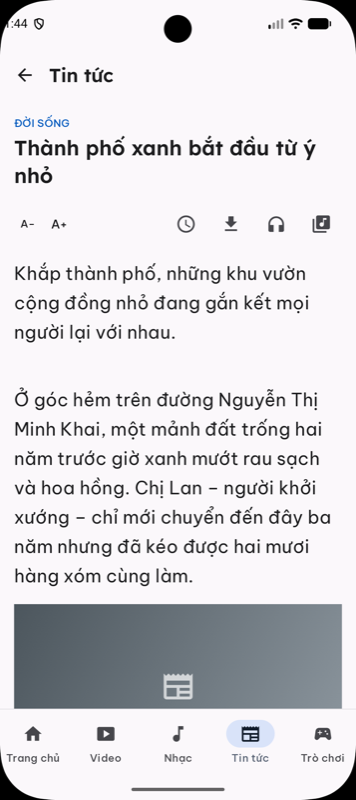 :44
Tin tức
ĐỜI SỐNG
Thành phố xanh bắt đầu từ ý
nhỏ
A- A+
Khắp thành phố, những khu vườn
cộng đồng nhỏ đang gắn kết mọi
người lại với nhau.
Ở góc hẻm trên đường Nguyễn Thị
Minh Khai, một mảnh đất trống hai
năm trước giờ xanh mướt rau sạch
và hoa hồng. Chị Lan – người khởi
xướng – chỉ mới chuyển đến đây ba
năm nhưng đã kéo được hai mươi
hàng xóm cùng làm.
Trang chủ Video Nhạc Tin tức Trò chơi